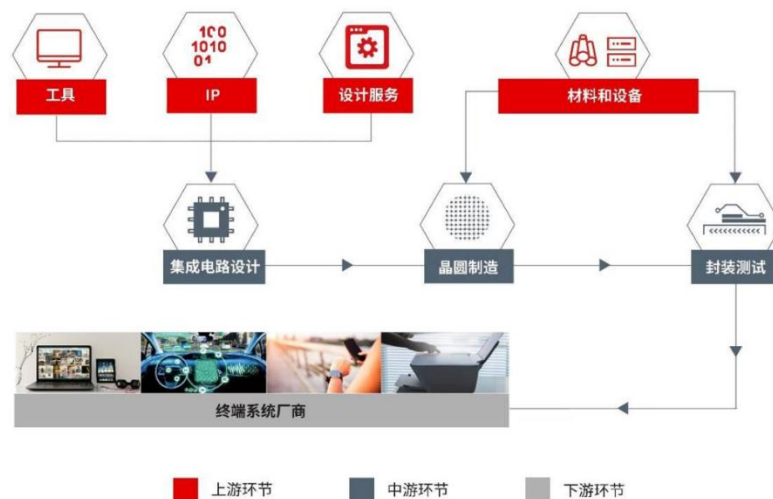 100
1010
01
工具
IP
设计服务
材料和设备
集成电路设计
晶圆制造
封装测试
终端系统厂商
上游环节
中游环节
下游环节